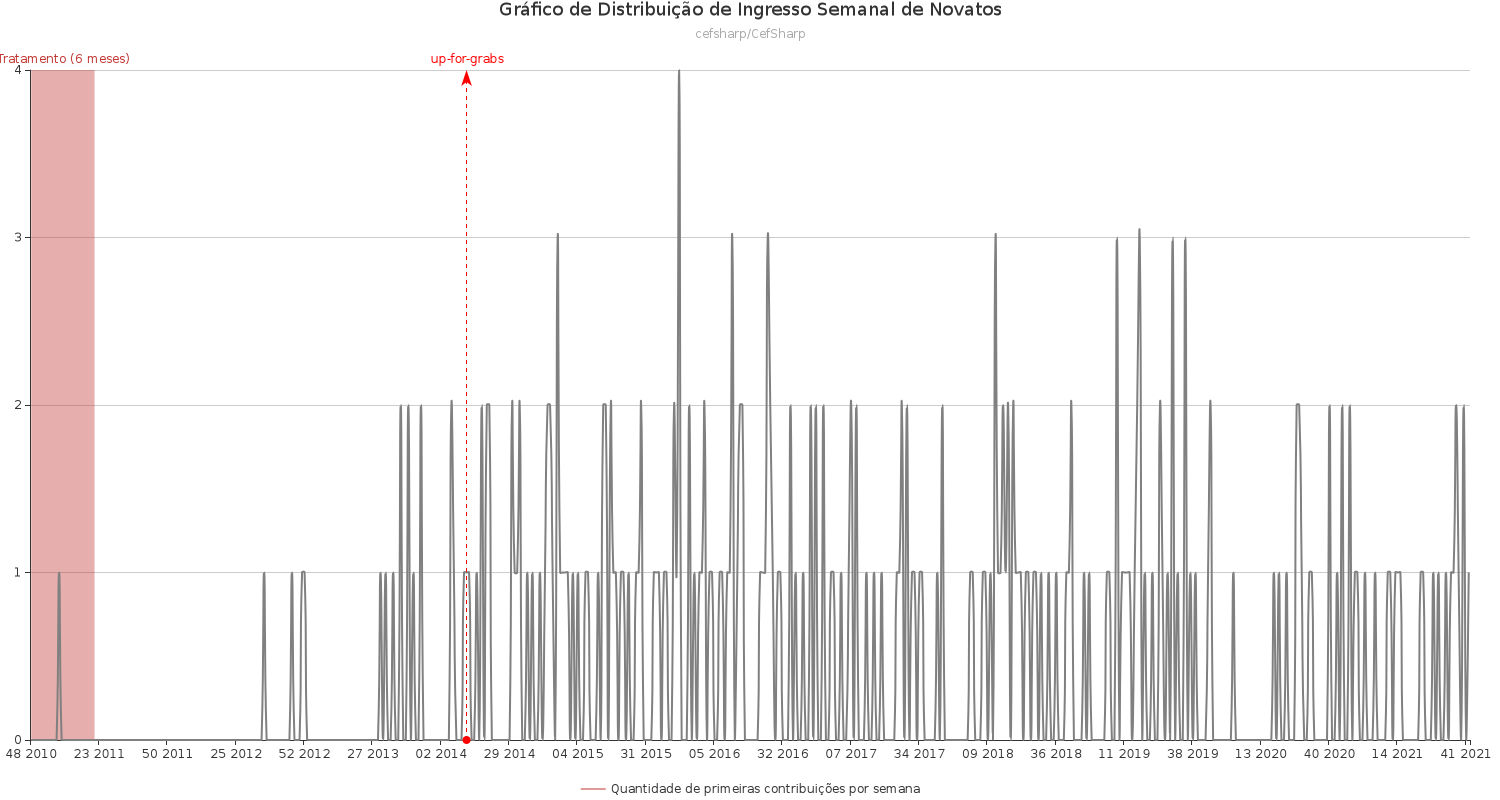 Gráfico de Distribuição de Ingresso Semanal de Novatos
cefsharp/CefSharp
Tratamento (6 meses)
up-for-grabs
4
3
2
1
0
48 2010 23 2011 50 2011 25 2012 52 2012 27 2013 02 2014 29 2014 04 2015 31 2015 05 2016 32 2016 07 2017 34 2017 09 2018 36 2018 11 2019 38 2019 13 2020 40 2020 14 2021 41 2021
Quantidade de primeiras contribuições por semana